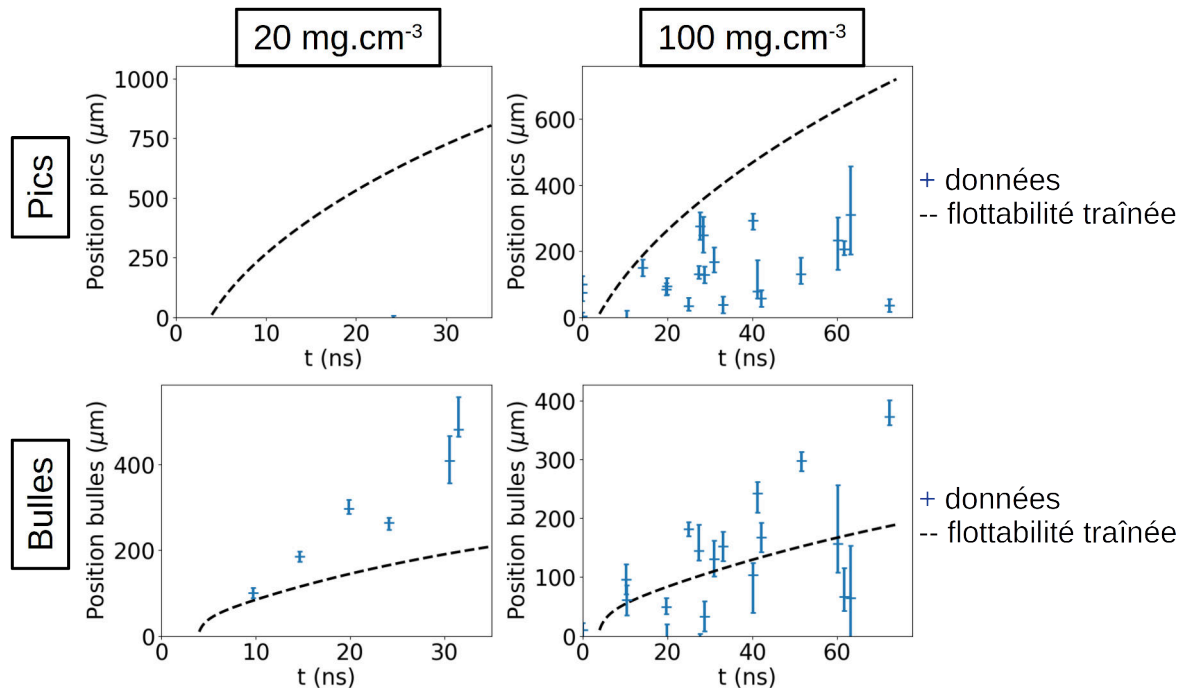 20 mg.cm-3
100 mg.cm-3
Pics
Position pics (μm)
1000
750
500
250
0
0
10
20
30
t (ns)
Position pics (μm)
600
400
200
0
0
20
40
60
t (ns)
+ données
-- flottabilité traînée
Bulles
Position bulles (μm)
400
200
0
0
10
20
30
t (ns)
Position bulles (μm)
400
300
200
100
0
0
20
40
60
t (ns)
+ données
-- flottabilité traînée